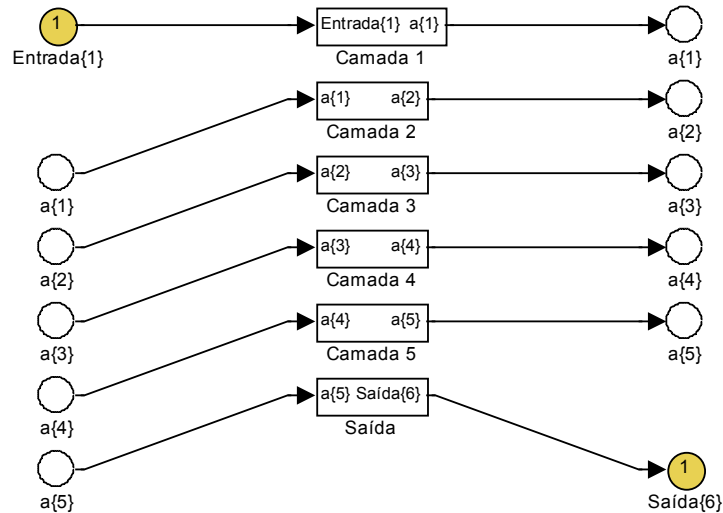 1
Entrada{1}
Entrada{1} a{1}
Camada 1
a{1}
a{1} a{2}
Camada 2
a{2}
a{1}
a{2} a{3}
Camada 3
a{3}
a{2}
a{3} a{4}
Camada 4
a{4}
a{3}
a{4} a{5}
Camada 5
a{5}
a{4}
a{5} Saída{6}
Saída
a{5}
1
Saída{6}